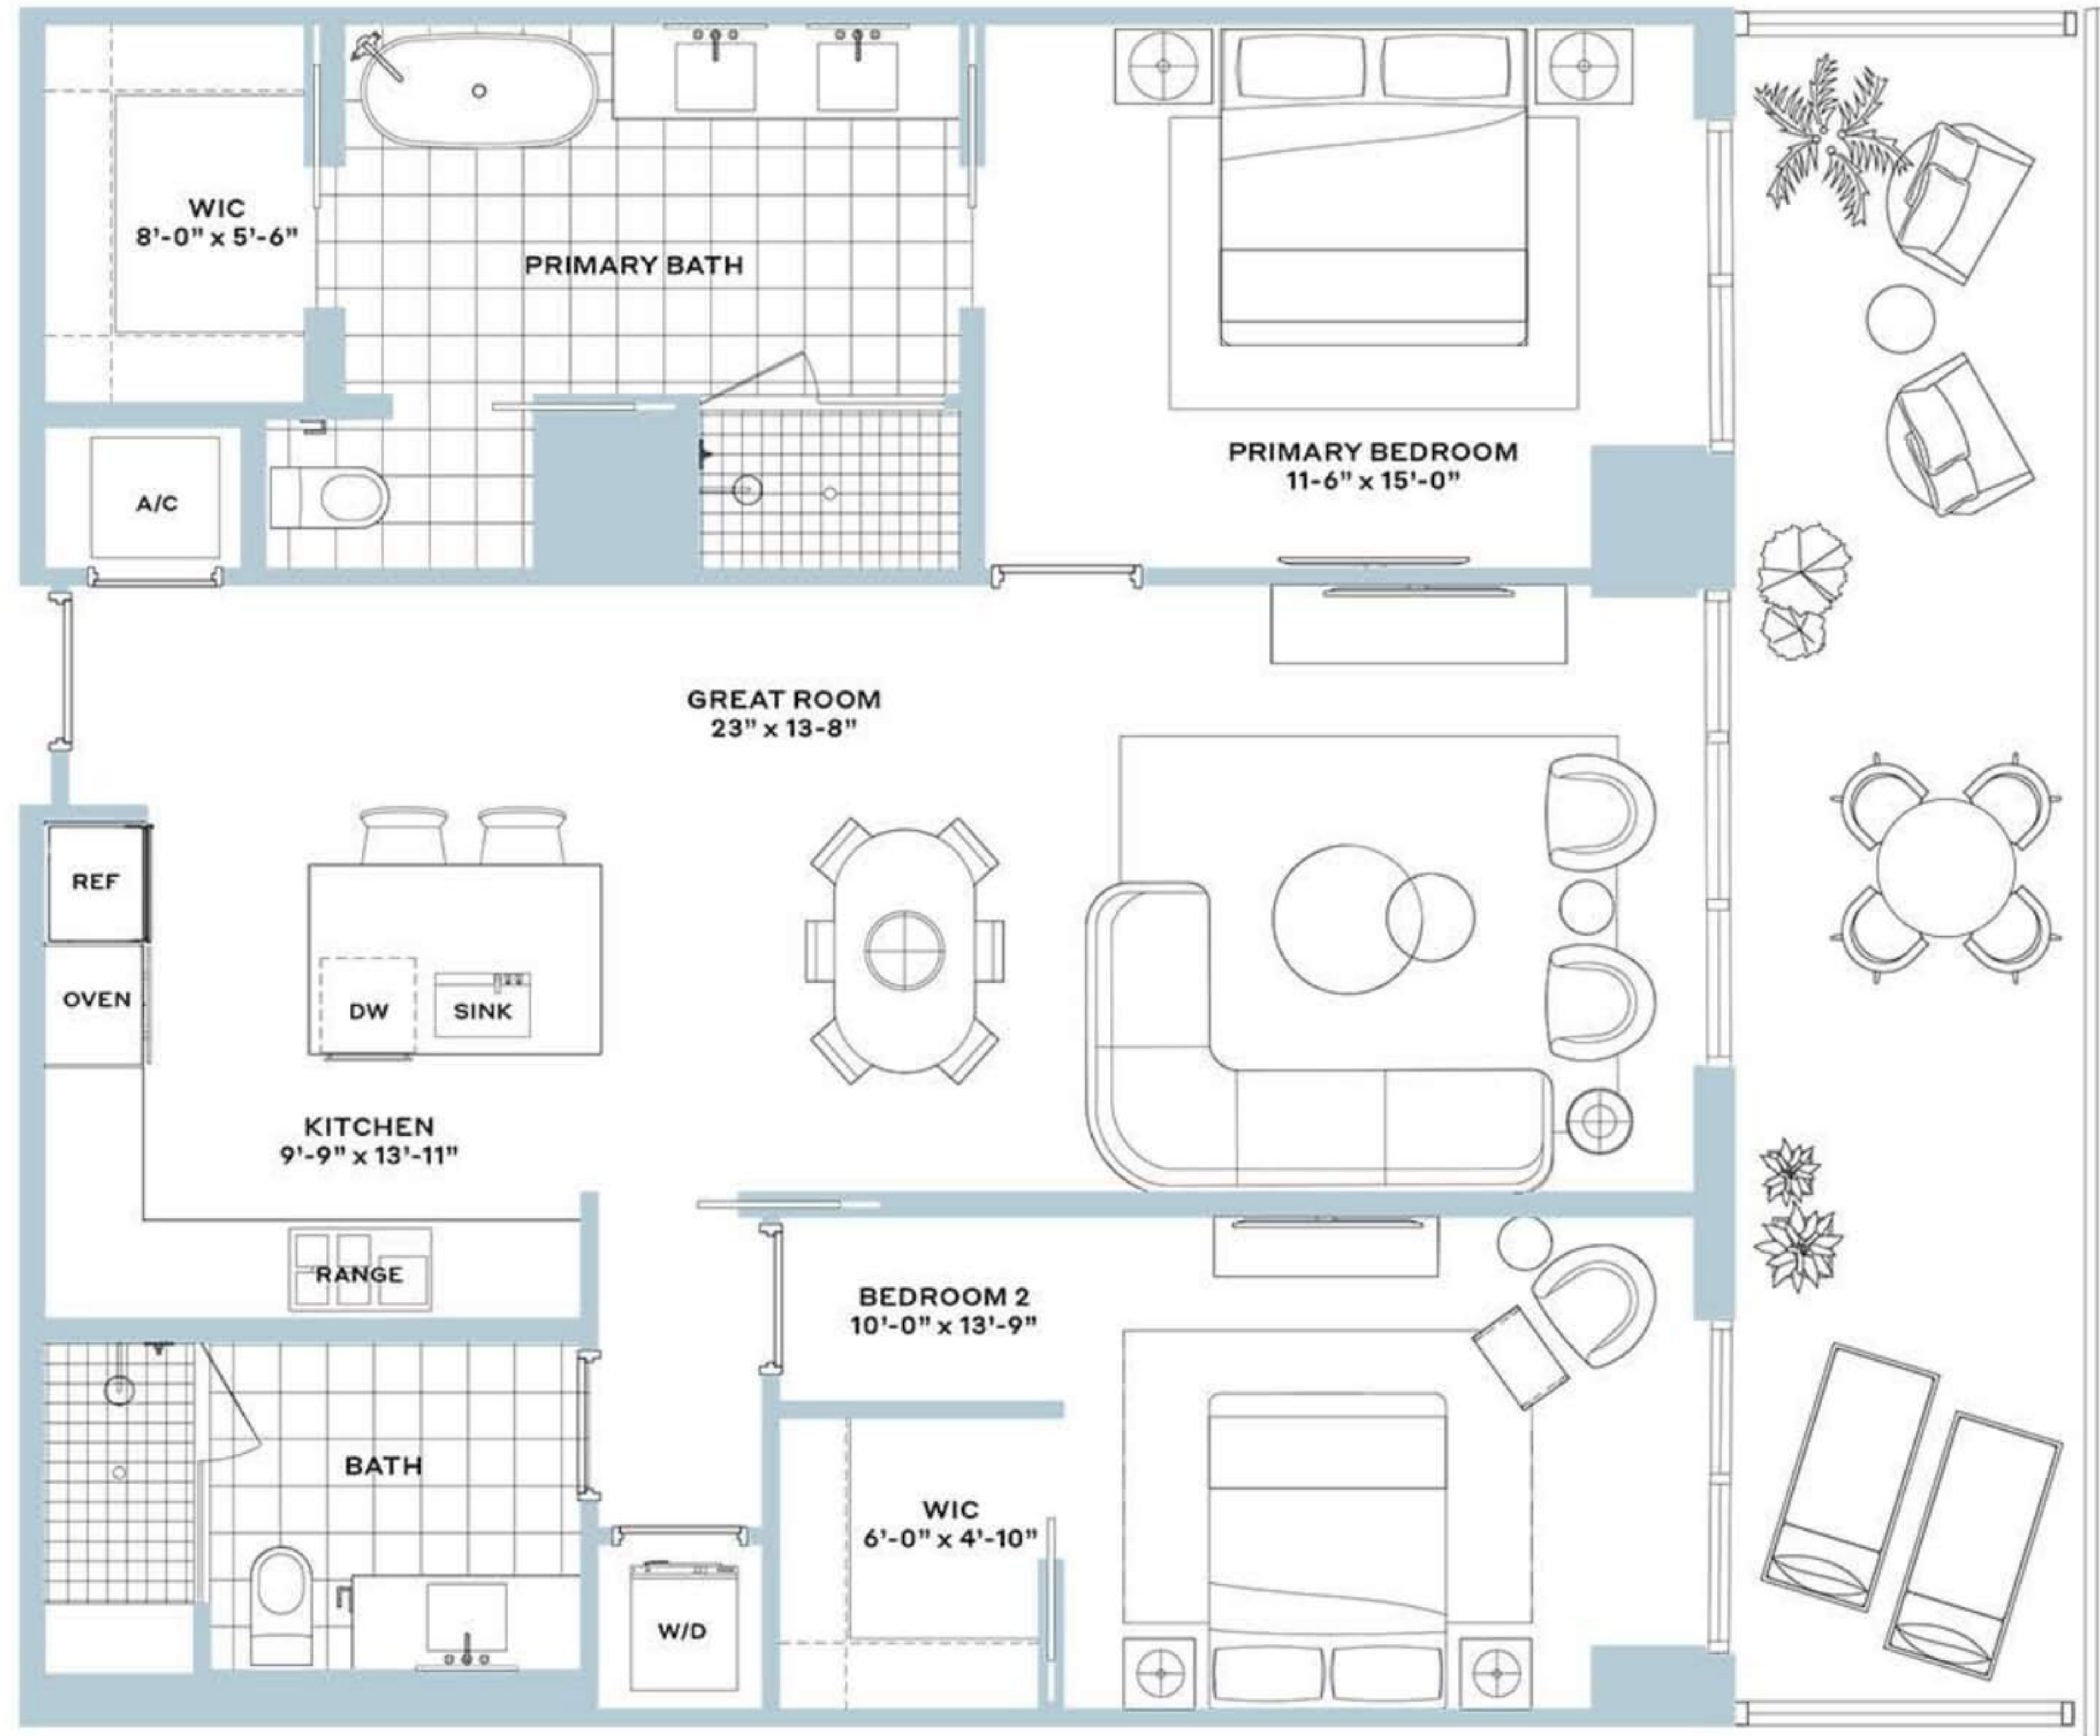 WIC
8'-0" x 5'-6"
PRIMARY BATH
PRIMARY BEDROOM
11-6" x 15'-0"
A/C
GREAT ROOM
23" x 13-8"
REF
OVEN
DW
SINK
KITCHEN
9'-9" x 13'-11"
RANGE
BEDROOM 2
10'-0" x 13'-9"
BATH
WIC
6'-0" x 4'-10"
W/D